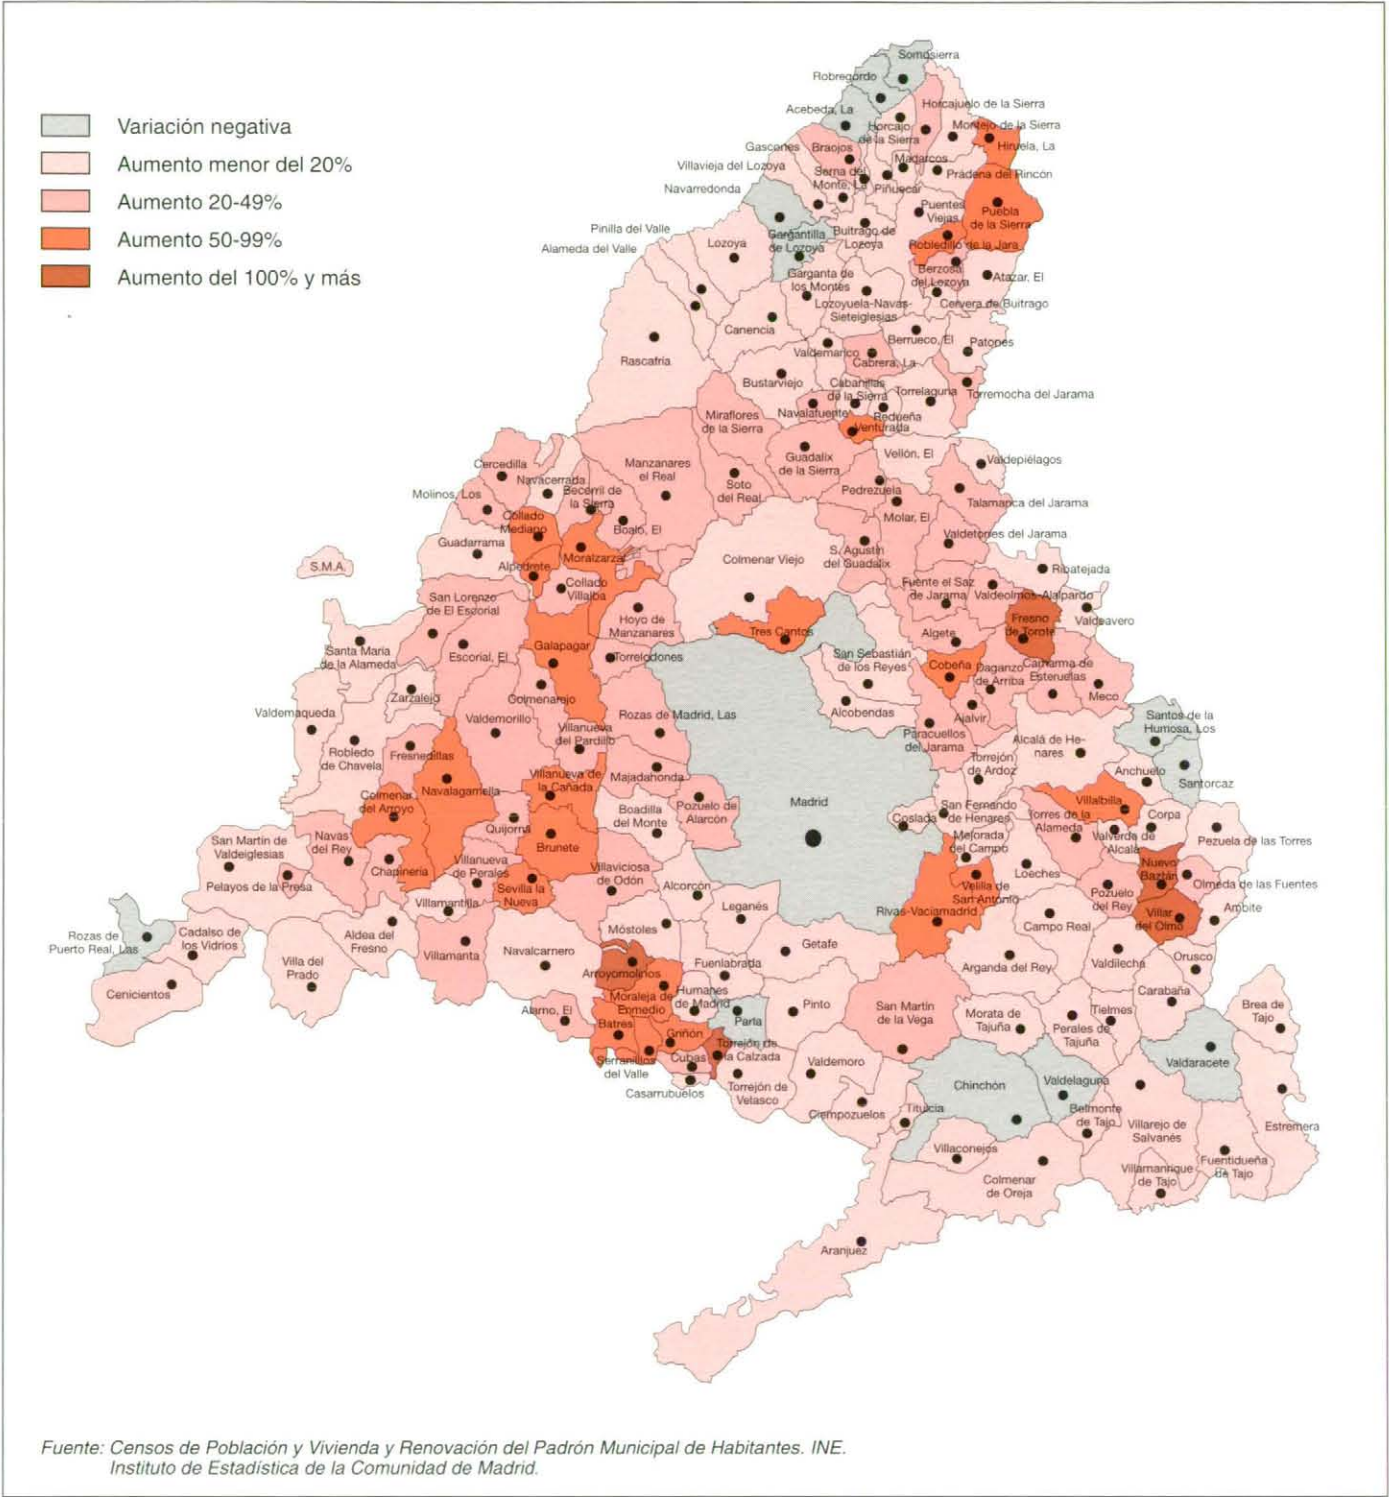 Variación negativa
Aumento menor del 20%
Aumento 20-49%
Aumento 50-99%
Aumento del 100% y más
Somosierra
Robregordo
Acebeda, La
Horcajuelo de la Sierra
Horcajo
de la Sierra
Montejo de la Sierra
Hiruela, La
Gascones
Braojos
Madarcos
Villavieja del Lozoya
Serna del
Monte, La
Piñuecar
Prádena del Rincón
Navarredonda
Puentes
Viejas
Puebla
de la Sierra
Pinilla del Valle
Alameda del Valle
Lozoya
Gargantilla
de Lozoya
Buitrago de
Lozoya
Robledillo de la Jara
Garganta de
los Montes
Berzosa
del Lozoya
Atazar, El
Lozoyuela-Navas-
Sieteiglesias
Cervera de Buitrago
Canencia
Rascafría
Valdemanco
Cabrera, La
Berrueco, El
Patones
Bustarviejo
Cabanillas
de la Sierra
Torrelaguna
Torremocha del Jarama
Miraflores
de la Sierra
Navalafuente
Redueña
Venturada
Guadalix
de la Sierra
Vellón, El
Valdepiélagos
Cercedilla
Navacerrada
Manzanares
el Real
Soto
del Real
Pedrezuela
Talamanca del Jarama
Molinos, Los
Becerril de
la Sierra
Molar, El
Collado
Mediano
Boalo, El
Valdetorres del Jarama
Guadarrama
Moralzarzal
Colmenar Viejo
S. Agustín
del Guadalix
S.M.A.
Alpedrete
Collado
Villalba
Ribatejada
Fuente el Saz
de Jarama
Valdeolmos-Alalpardo
San Lorenzo
de El Escorial
Hoyo de
Manzanares
Tres Cantos
Fresno
de Torote
Valdeavero
Algete
Santa María
de la Alameda
Escorial, El
Galapagar
Torrelodones
San Sebastián
de los Reyes
Cobeña
Daganzo
de Arriba
Camarma de
Esteruelas
Meco
Zarzalejo
Colmenarejo
Valdemaqueda
Valdemorillo
Rozas de Madrid, Las
Alcobendas
Ajalvir
Santos de la
Humosa, Los
Villanueva
del Pardillo
Paracuellos
del Jarama
Alcalá de He-
nares
Robledo
de Chavela
Fresnedillas
Torrejón
de Ardoz
Anchuelo
Santorcaz
Navalagamella
Villanueva de
la Cañada
Majadahonda
Colmenar
del Arroyo
Boadilla
del Monte
Pozuelo de
Alarcón
Madrid
Coslada
San Fernando
de Henares
Villalbilla
Torres de la
Alameda
Corpa
Quijorna
San Martín de
Valdeiglesias
Navas
del Rey
Brunete
Mejorada
del Campo
Valverde de
Alcalá
Pezuela de las Torres
Chapinería
Villanueva
de Perales
Villaviciosa
de Odón
Loeches
Nuevo
Baztán
Pelayos de la Presa
Sevilla la
Nueva
Alcorcón
Velilla de
San Antonio
Pozuelo
del Rey
Olmeda de las Fuentes
Villamantilla
Leganés
Rivas-Vaciamadrid
Villar
del Olmo
Ambite
Campo Real
Rozas de
Puerto Real, Las
Cadalso de
los Vidrios
Aldea del
Fresno
Móstoles
Getafe
Villa del
Prado
Villamanta
Navalcarnero
Fuenlabrada
Arganda del Rey
Valdilecha
Orusco
Arroyomolinos
Cenicientos
Moraleja de
Enmedio
Humanes
de Madrid
Carabaña
Pinto
San Martín
de la Vega
Morata de
Tajuña
Tielmes
Brea de
Tajo
Alamo, El
Batres
Parla
Perales de
Tajuña
Griñón
Torrejón de
la Calzada
Serranillos
del Valle
Cubas
Valdemoro
Valdaracete
Casarrubuelos
Torrejón de
Velasco
Chinchón
Valdelaguna
Ciempozuelos
Titulcia
Belmonte
de Tajo
Villarejo de
Salvanés
Estremera
Villaconejos
Villamanrique
de Tajo
Fuentidueña
de Tajo
Colmenar
de Oreja
Aranjuez
Fuente: Censos de Población y Vivienda y Renovación del Padrón Municipal de Habitantes. INE.
Instituto de Estadística de la Comunidad de Madrid.